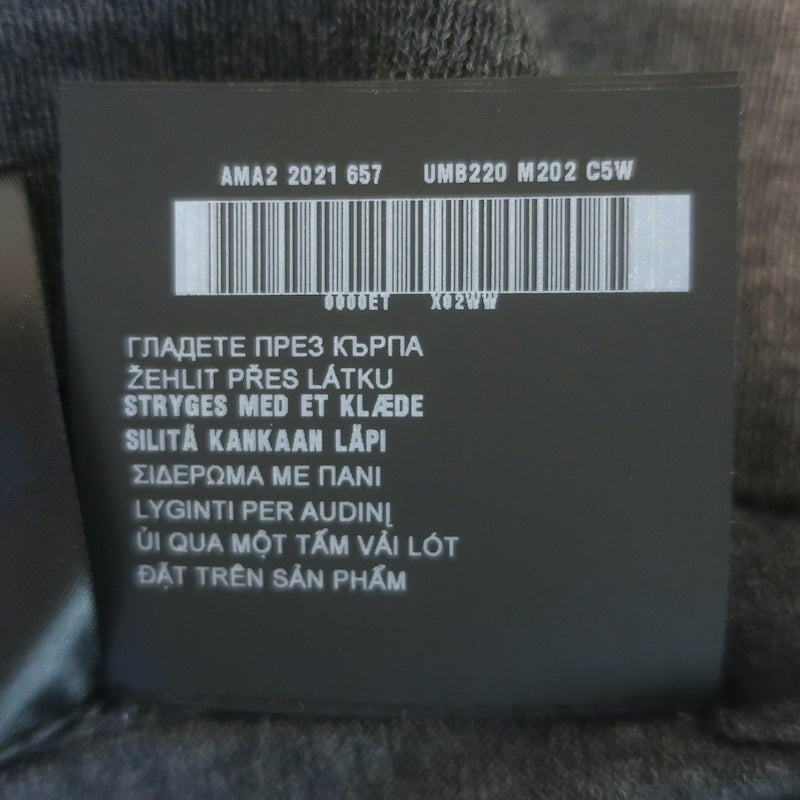 AMA2 2021 657 UMB220 M202 C5W
0000ET X02WW
ГЛАДЕТЕ ПРЕЗ КЪРПА
ŽEHLIT PŘES LÁTKU
STRYGES MED ET KLÆDE
SILITÄ KANKAAN LÄPI
ΣΙΔΕΡΩΜΑ ΜΕ ΠΑΝΙ
LYGINTI PER AUDINĮ
ỦI QUA MỘT TẤM VẢI LÓT
ĐẶT TRÊN SẢN PHẨM